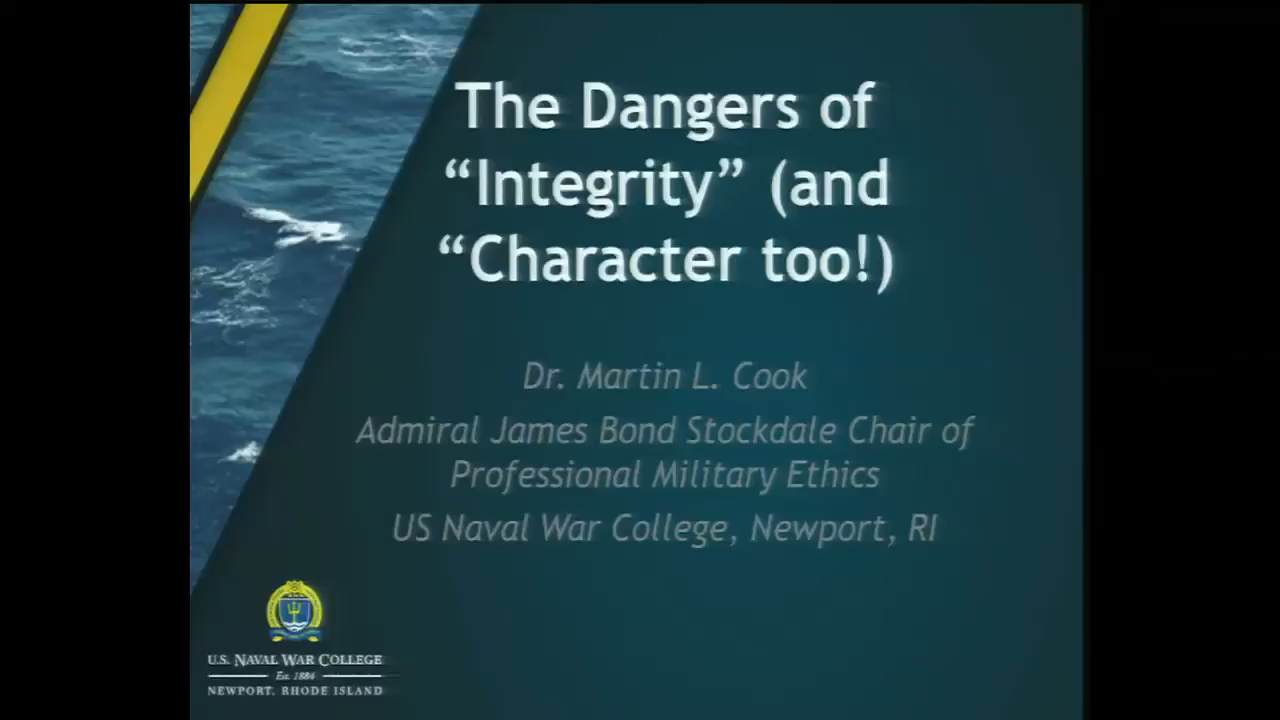 The Dangers of
“Integrity” (and
“Character too!)
Dr. Martin L. Cook
Admiral James Bond Stockdale Chair of
Professional Military Ethics
US Naval War College, Newport, RI
U.S. NAVAL WAR COLLEGE
Est. 1884
NEWPORT, RHODE ISLAND